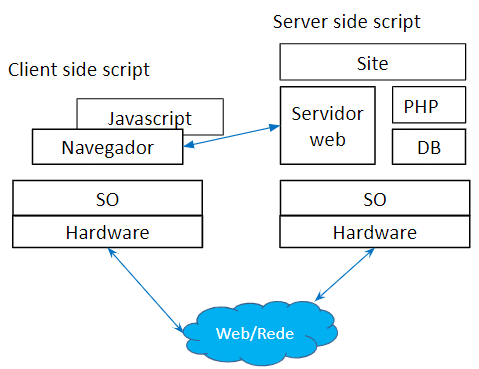 Client side script
Javascript
Navegador
SO
Hardware
Server side script
Site
Servidor
web
PHP
DB
SO
Hardware
Web/Rede